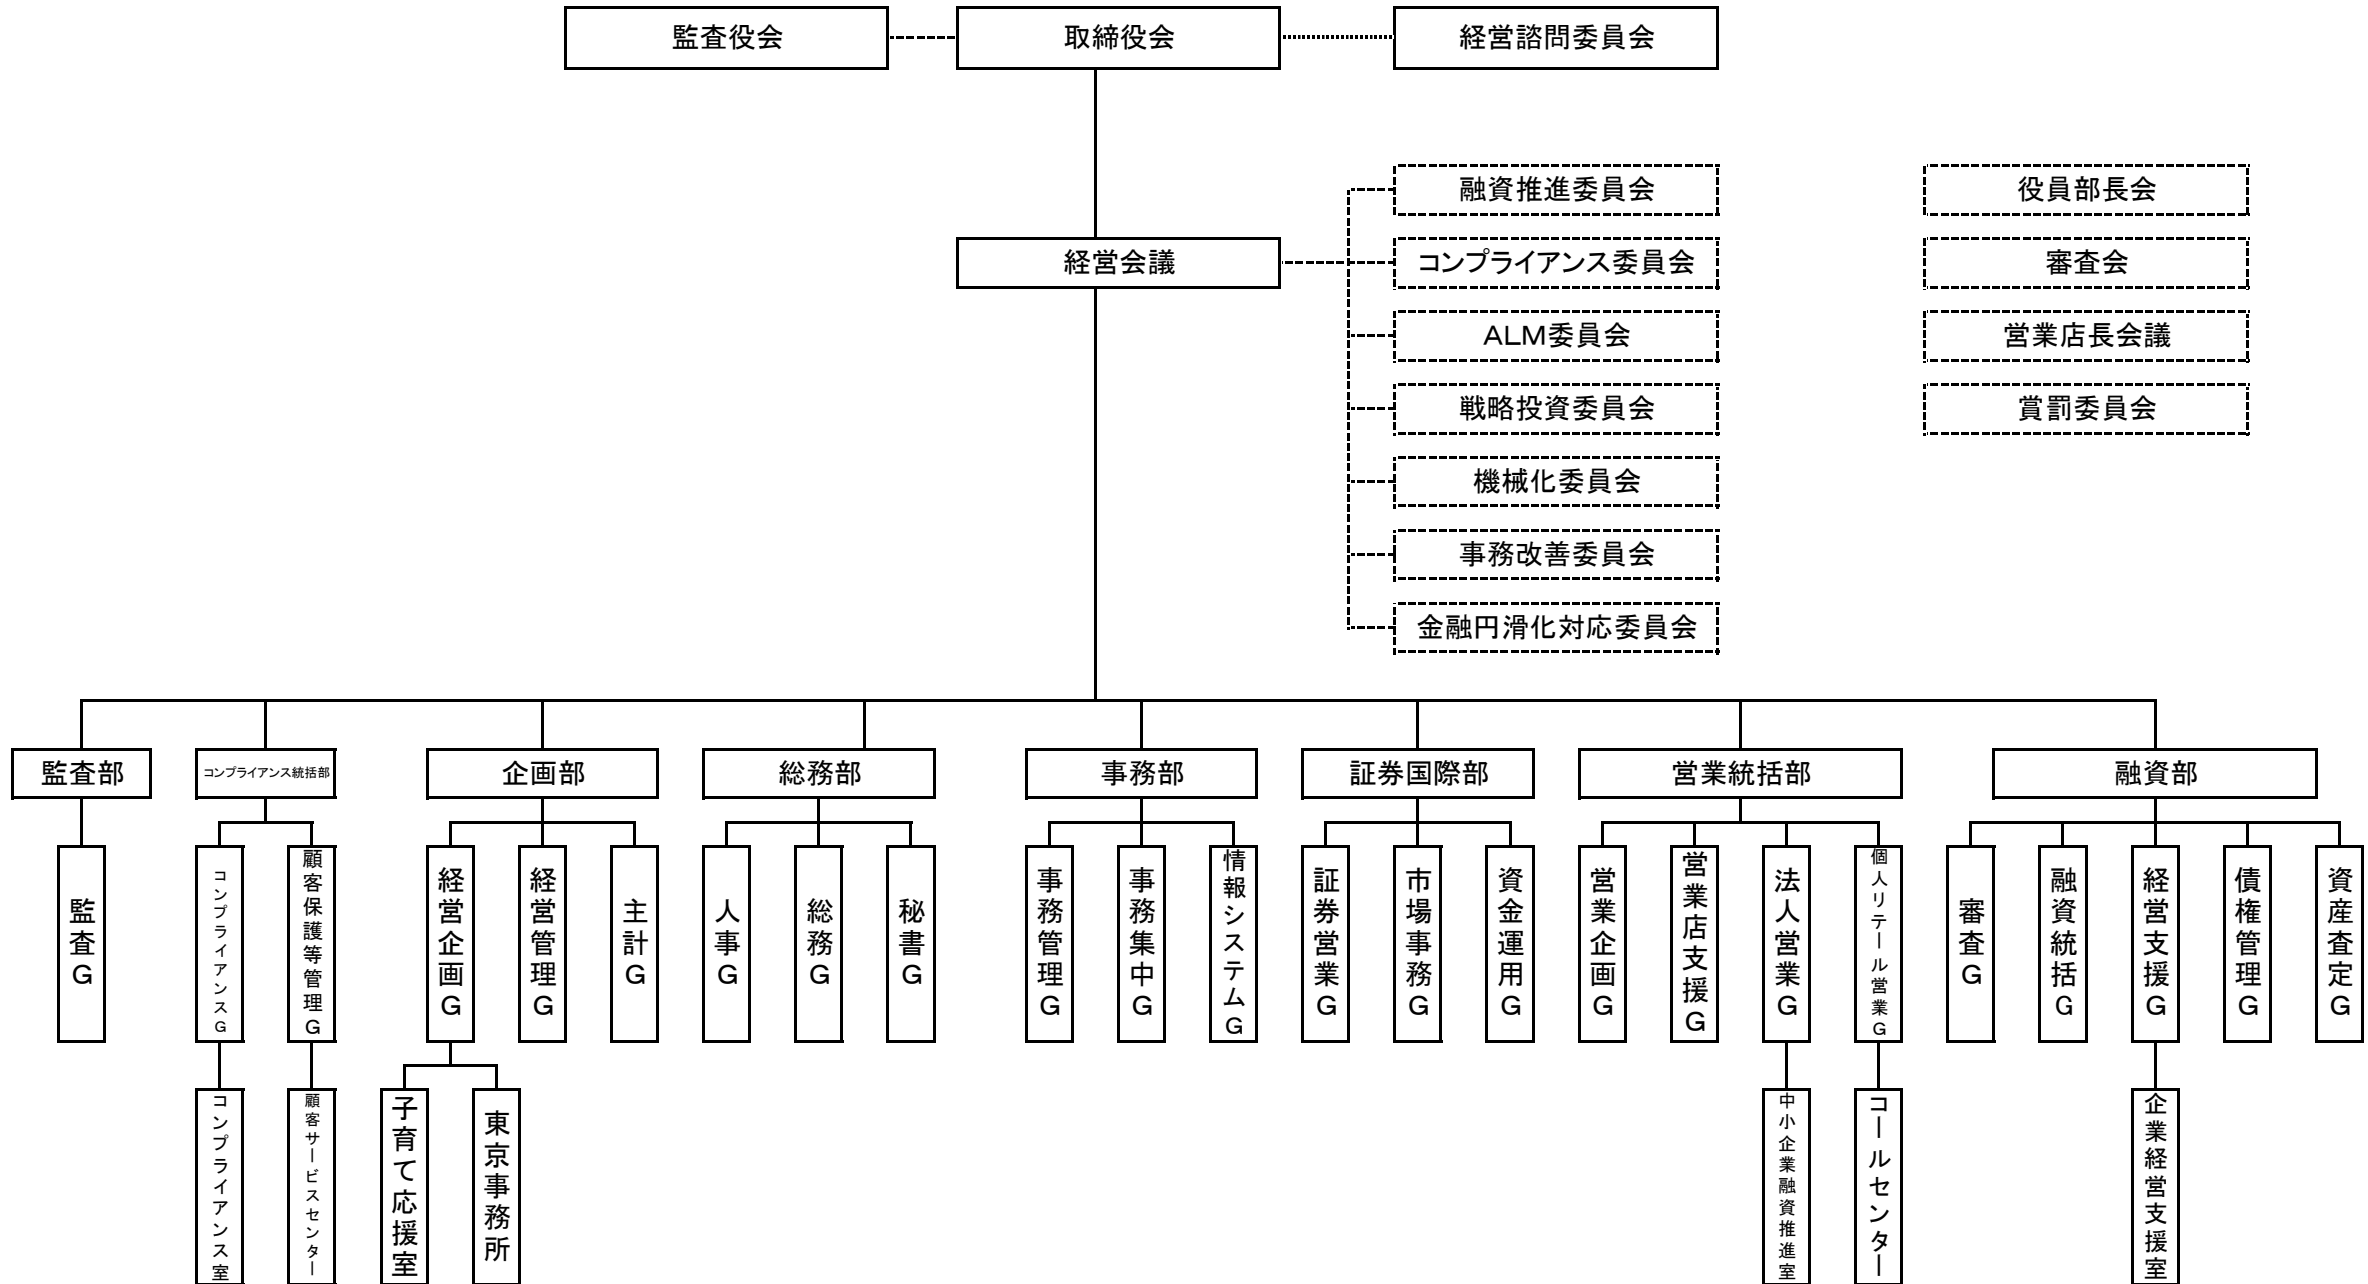 監査役会
取締役会
経営諮問委員会
融資推進委員会
役員部長会
経営会議
コンプライアンス委員会
審査会
ALM委員会
営業店長会議
戦略投資委員会
賞罰委員会
機械化委員会
事務改善委員会
金融円滑化対応委員会
監査部
コンプライアンス統括部
企画部
総務部
事務部
証券国際部
営業統括部
融資部
監査G
コンプライアンスG
顧客保護等管理G
経営企画G
経営管理G
主計G
人事G
総務G
秘書G
事務管理G
事務集中G
情報システムG
証券営業G
市場事務G
資金運用G
営業企画G
営業店支援G
法人営業G
個人リテール営業G
審査G
融資統括G
経営支援G
債権管理G
資産査定G
コンプライアンス室
顧客サービスセンター
子育て応援室
東京事務所
中小企業融資推進室
コールセンター
企業経営支援室